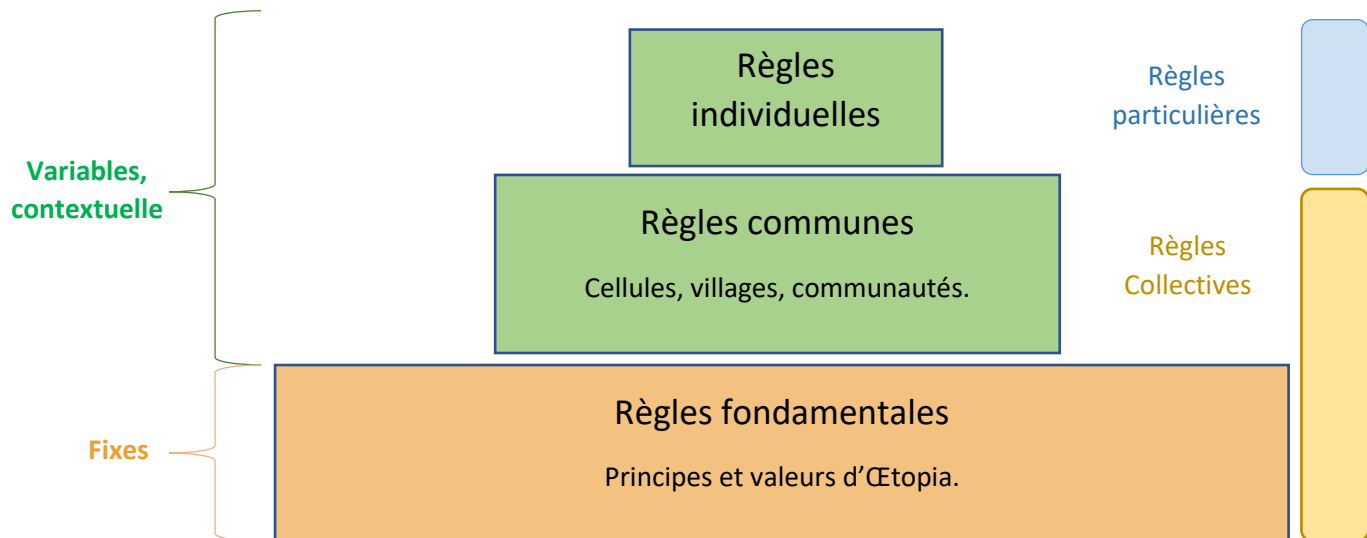 Règles
individuelles
Règles
particulières
Variables,
contextuelle
Règles communes
Cellules, villages, communautés.
Règles
Collectives
Règles fondamentales
Principes et valeurs d’Œtopia.
Fixes